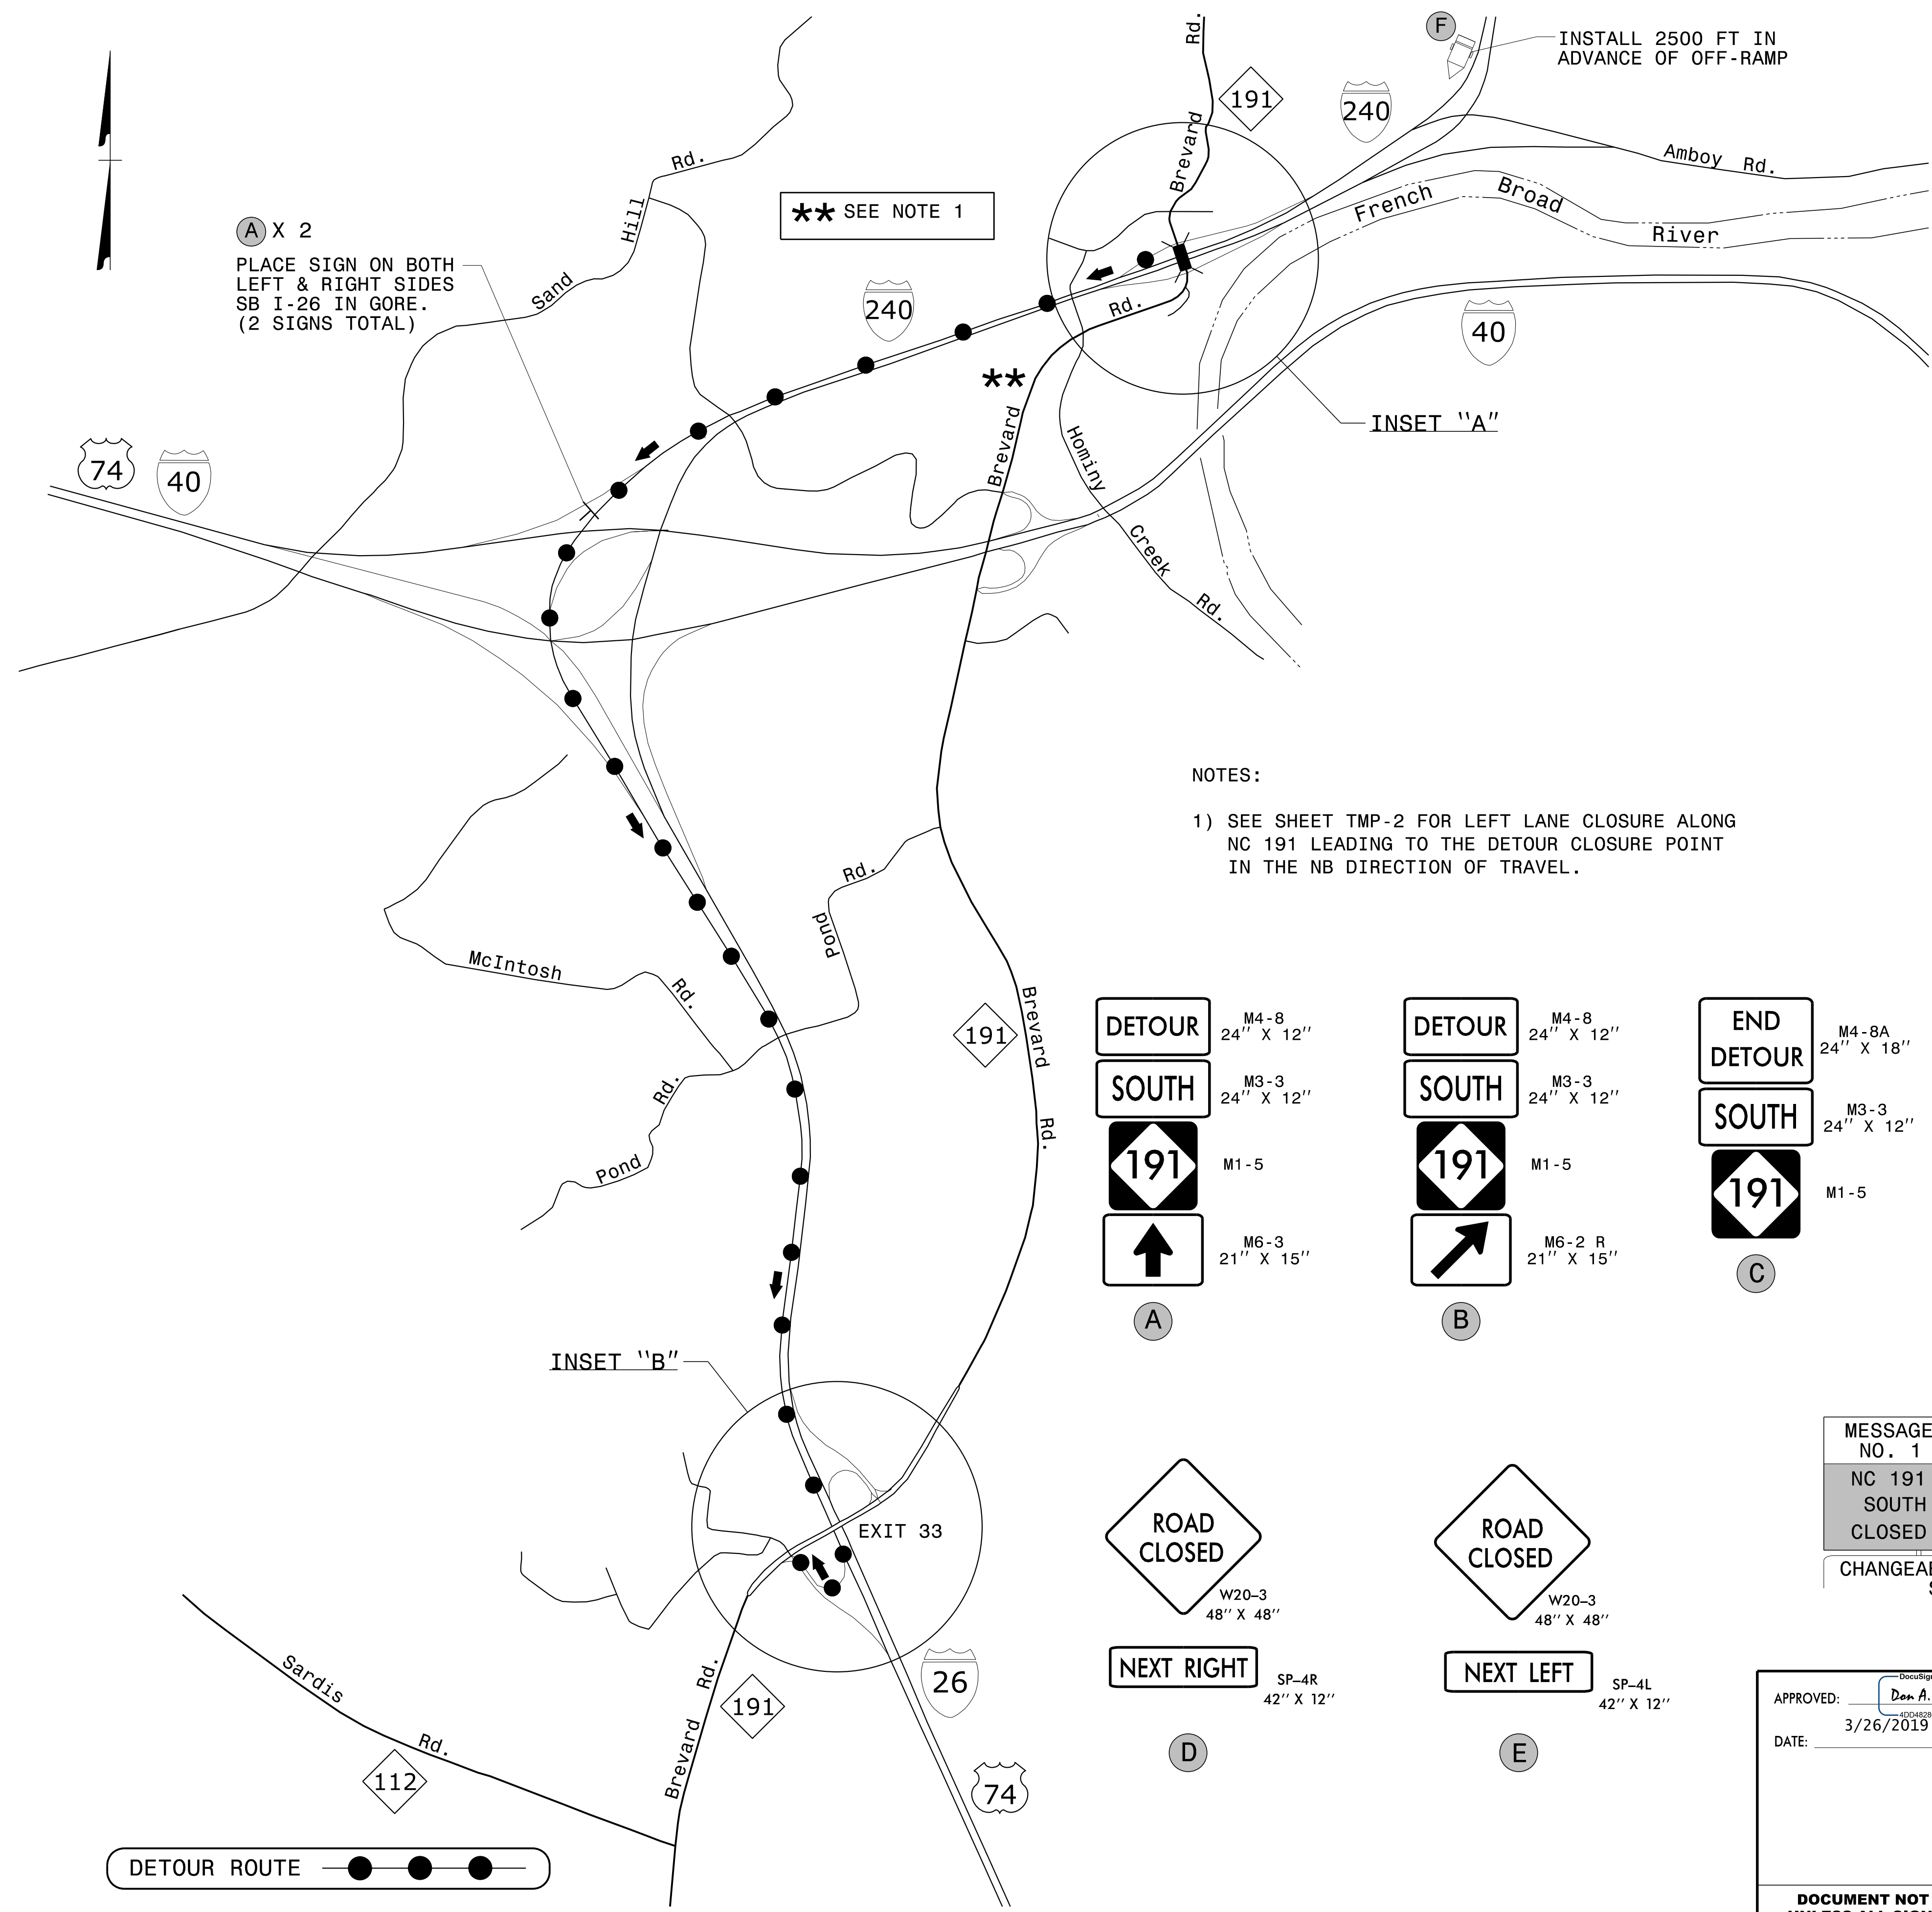 F
INSTALL 2500 FT IN
ADVANCE OF OFF-RAMP
Rd.
191
240
Brevard
Amboy Rd.
French Broad
River
Hill Rd.
Sand
** SEE NOTE 1
A X 2
PLACE SIGN ON BOTH
LEFT & RIGHT SIDES
SB I-26 IN GORE.
(2 SIGNS TOTAL)
240
Rd.
40
**
INSET "A"
Brevard
Hominy
Creek
Rd.
74
40
NOTES:
1) SEE SHEET TMP-2 FOR LEFT LANE CLOSURE ALONG
NC 191 LEADING TO THE DETOUR CLOSURE POINT
IN THE NB DIRECTION OF TRAVEL.
Rd.
Pond
McIntosh
Rd.
Rd.
Pond
191
Brevard
Rd.
DETOUR
M4-8
24" X 12"
SOUTH
M3-3
24" X 12"
191
M1-5
M6-3
21" X 15"
A
DETOUR
M4-8
24" X 12"
SOUTH
M3-3
24" X 12"
191
M1-5
M6-2 R
21" X 15"
B
END
DETOUR
M4-8A
24" X 18"
SOUTH
M3-3
24" X 12"
191
M1-5
C
INSET "B"
EXIT 33
ROAD
CLOSED
W20-3
48" X 48"
NEXT RIGHT
SP-4R
42" X 12"
D
ROAD
CLOSED
W20-3
48" X 48"
NEXT LEFT
SP-4L
42" X 12"
E
MESSAGE
NO. 1
NC 191
SOUTH
CLOSED
26
191
Brevard Rd.
Sardis
Rd.
112
74
DETOUR ROUTE
APPROVED:
Don A.
3/26/2019
DATE:
DOCUMENT NOT